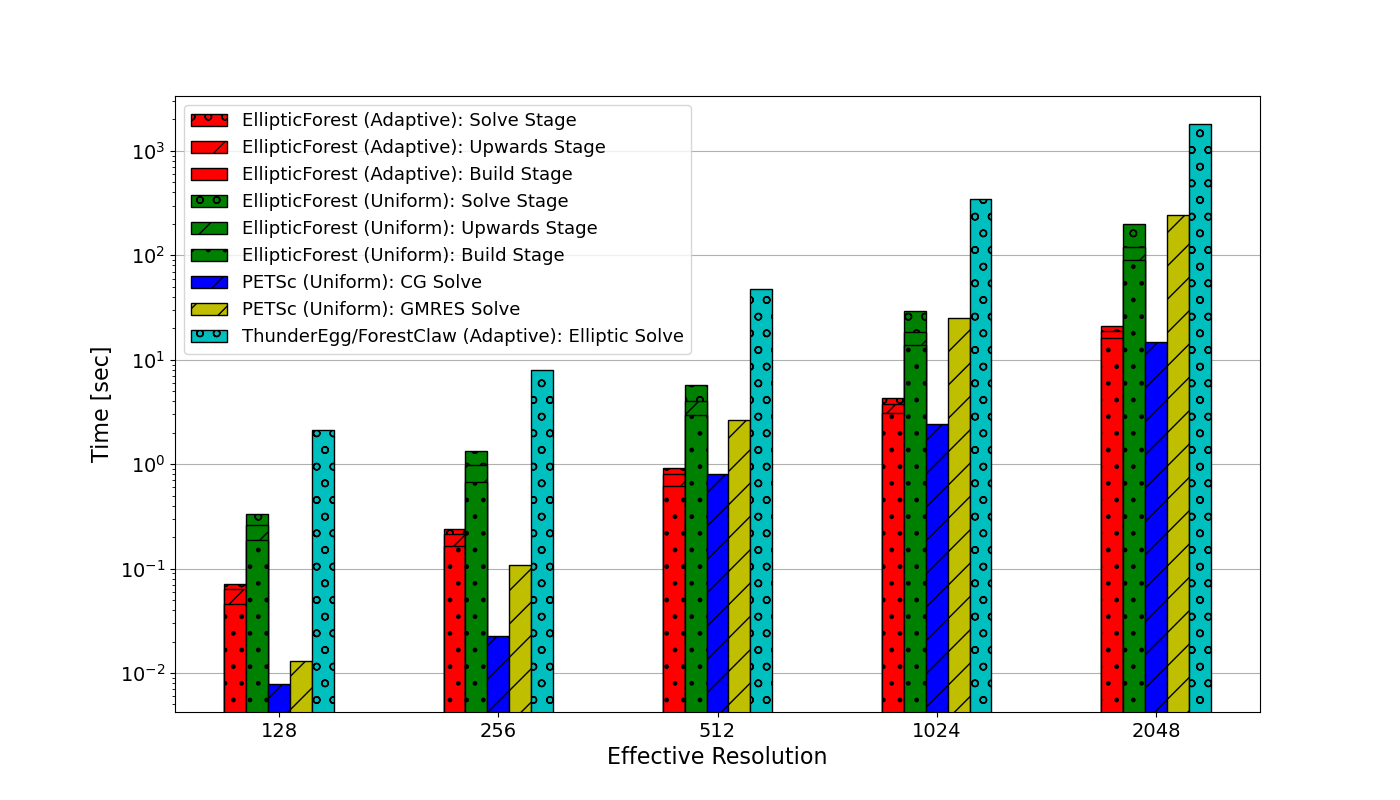 EllipticForest (Adaptive): Solve Stage
EllipticForest (Adaptive): Upwards Stage
EllipticForest (Adaptive): Build Stage
EllipticForest (Uniform): Solve Stage
EllipticForest (Uniform): Upwards Stage
EllipticForest (Uniform): Build Stage
PETSc (Uniform): CG Solve
PETSc (Uniform): GMRES Solve
ThunderEgg/ForestClaw (Adaptive): Elliptic Solve
Time [sec]
10³
10²
10¹
10⁰
10⁻¹
10⁻²
128 256 512 1024 2048
Effective Resolution